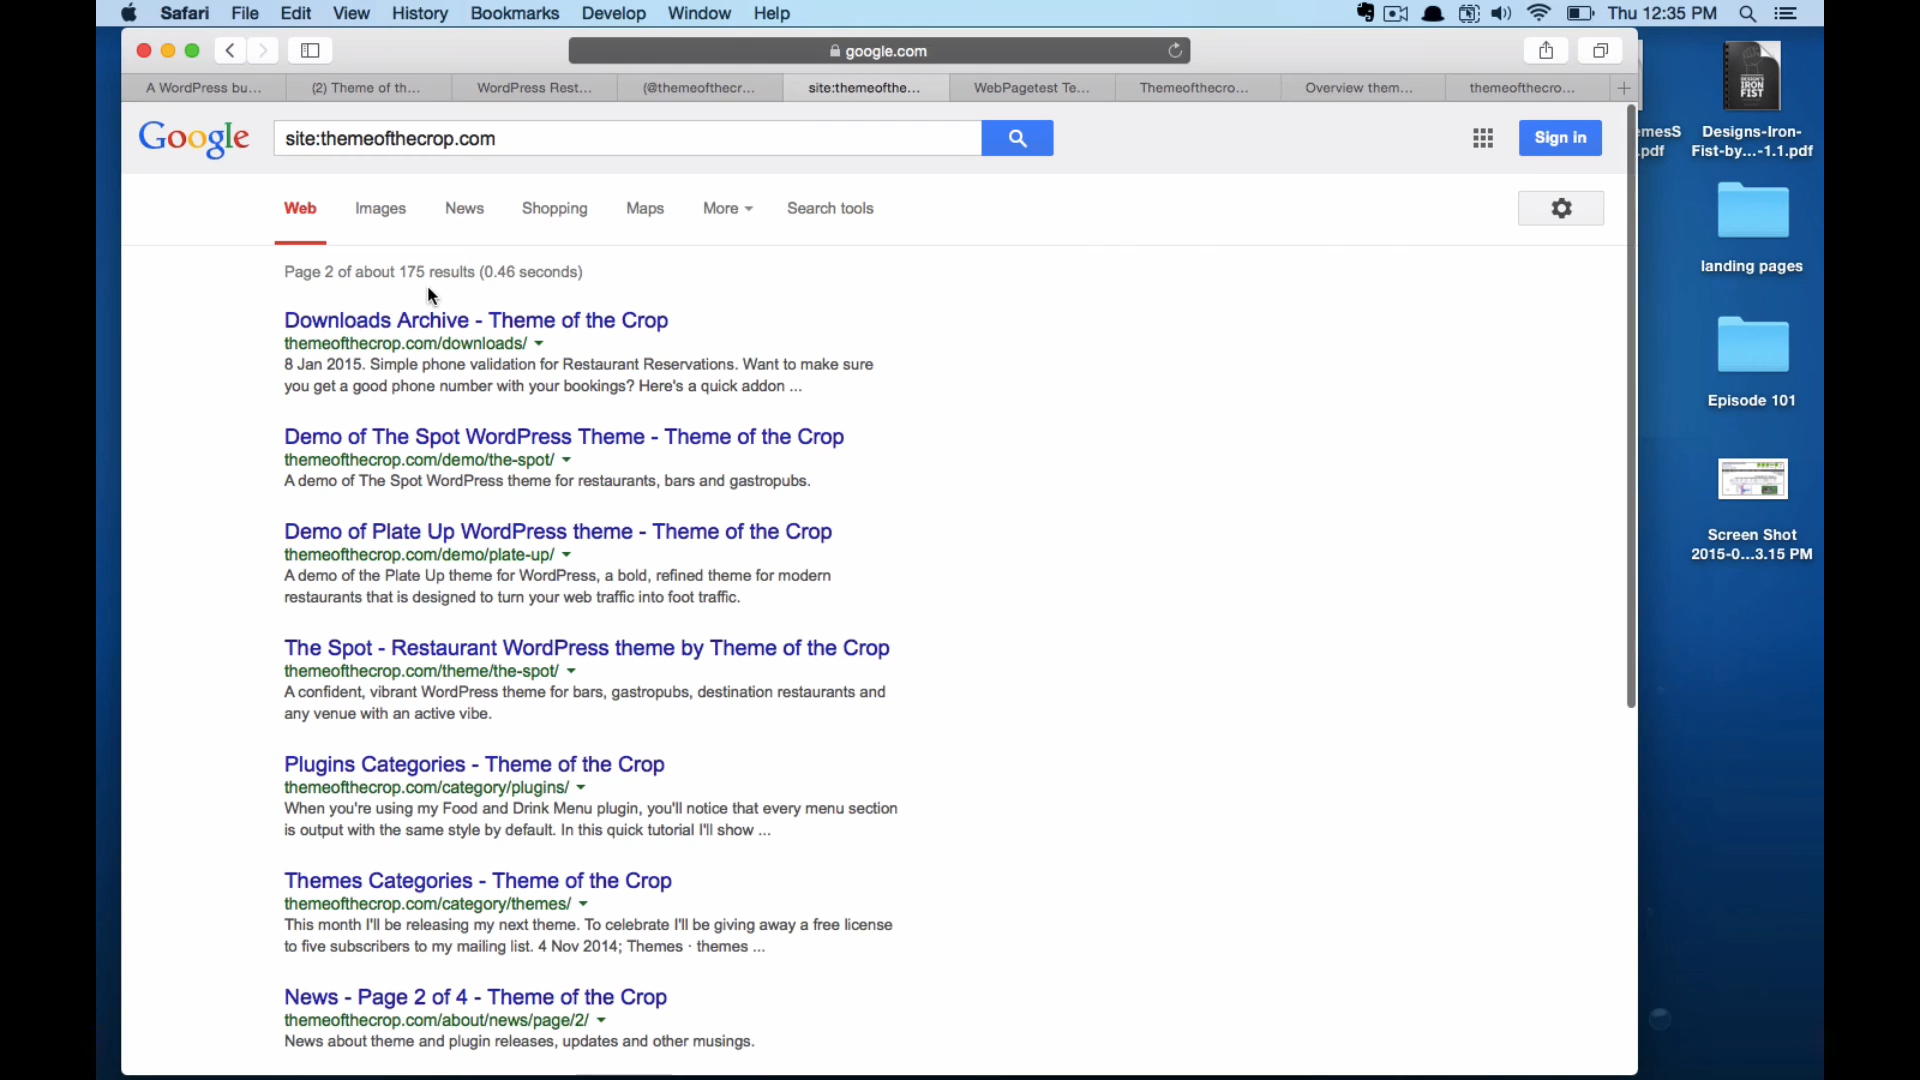 Safari File Edit View History Bookmarks Develop Window Help Thu 12:35 PM
google.com
A WordPress bu... (2) Theme of th... WordPress Rest... (@themeofthecr... site:themeofthe... WebPagetest Te... Themeofthecro... Overview them... themeofthecro...
Google site:themeofthecrop.com Sign in
Web Images News Shopping Maps More Search tools
Page 2 of about 175 results (0.46 seconds)
Downloads Archive - Theme of the Crop
themeofthecrop.com/downloads/
8 Jan 2015. Simple phone validation for Restaurant Reservations. Want to make sure
you get a good phone number with your bookings? Here's a quick addon ...
Demo of The Spot WordPress Theme - Theme of the Crop
themeofthecrop.com/demo/the-spot/
A demo of The Spot WordPress theme for restaurants, bars and gastropubs.
Demo of Plate Up WordPress theme - Theme of the Crop
themeofthecrop.com/demo/plate-up/
A demo of the Plate Up theme for WordPress, a bold, refined theme for modern
restaurants that is designed to turn your web traffic into foot traffic.
The Spot - Restaurant WordPress theme by Theme of the Crop
themeofthecrop.com/theme/the-spot/
A confident, vibrant WordPress theme for bars, gastropubs, destination restaurants and
any venue with an active vibe.
Plugins Categories - Theme of the Crop
themeofthecrop.com/category/plugins/
When you're using my Food and Drink Menu plugin, you'll notice that every menu section
is output with the same style by default. In this quick tutorial I'll show ...
Themes Categories - Theme of the Crop
themeofthecrop.com/category/themes/
This month I'll be releasing my next theme. To celebrate I'll be giving away a free license
to five subscribers to my mailing list. 4 Nov 2014; Themes · themes ...
News - Page 2 of 4 - Theme of the Crop
themeofthecrop.com/about/news/page/2/
News about theme and plugin releases, updates and other musings.
DESIGN'S
IRON
FIST
emesS
.pdf
Designs-Iron-
Fist-by...-1.1.pdf
landing pages
Episode 101
Screen Shot
2015-0...3.15 PM